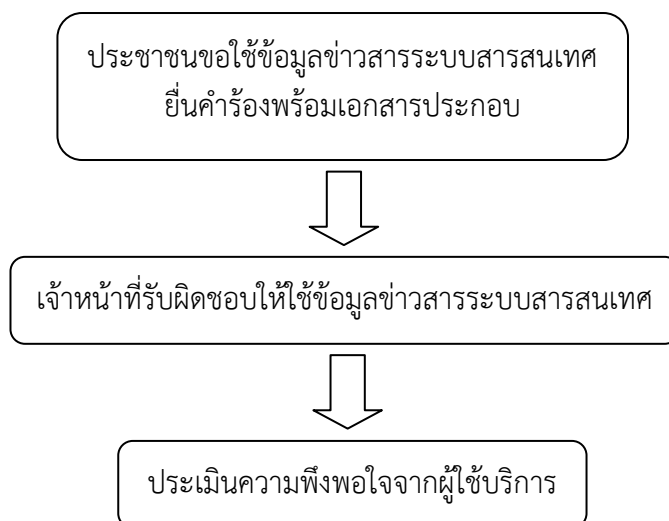 ประชาชนขอใช้ข้อมูลข่าวสารระบบสารสนเทศ
ยื่นคำร้องพร้อมเอกสารประกอบ
เจ้าหน้าที่รับผิดชอบให้ใช้ข้อมูลข่าวสารระบบสารสนเทศ
ประเมินความพึงพอใจจากผู้ใช้บริการ